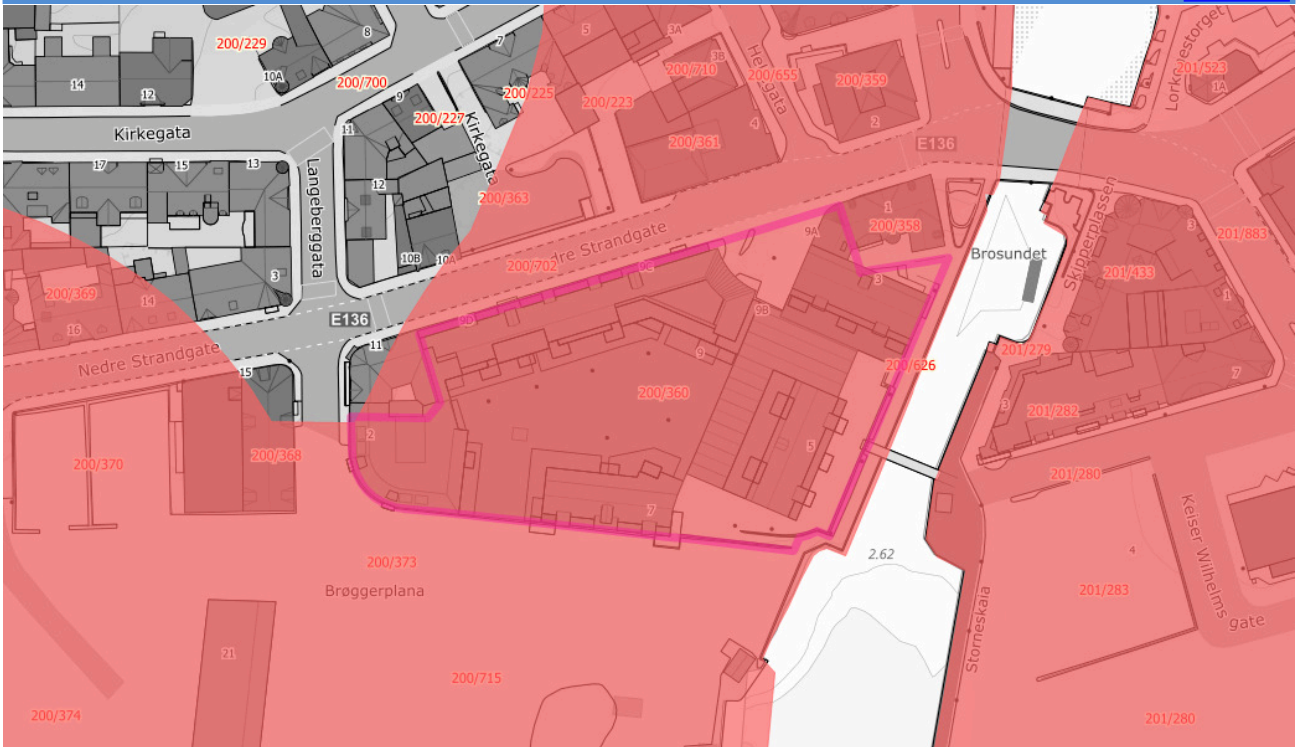 200/229
8
7
5
3A
3B
Lorkenestorget
201/523
1A
14
12
10A
200/700
9
200/227
200/225
200/223
200/710
Hellegata
200/655
200/359
Kirkegata
11
Kirkegata
4
2
200/361
E136
17
15
13
Langeberggata
12
200/363
10B
10A
Nedre Strandgate
200/702
9C
9A
1
200/358
Brosundet
Skipperplassen
3
201/433
201/883
3
200/369
14
16
E136
9D
9B
3
1
Nedre Strandgate
15
11
9
200/360
200/626
201/279
7
3
201/282
2
5
200/370
200/368
201/280
7
Keiser Wilhelms gate
2.62
4
200/373
Brøggerplana
201/283
21
Storneskaia
200/715
200/374
201/280